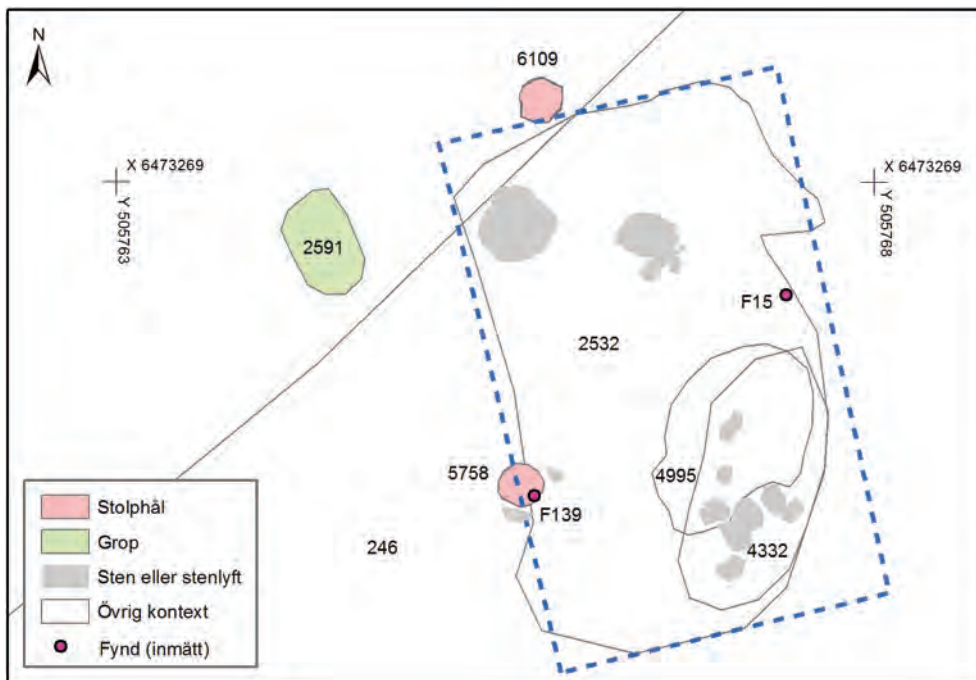 N
6109
X 6473269
Y 505763
X 6473269
Y 505768
2591
F15
2532
5758
4995
F139
246
4332
Stolphål
Grop
Sten eller stenlyft
Övrig kontext
Fynd (inmätt)